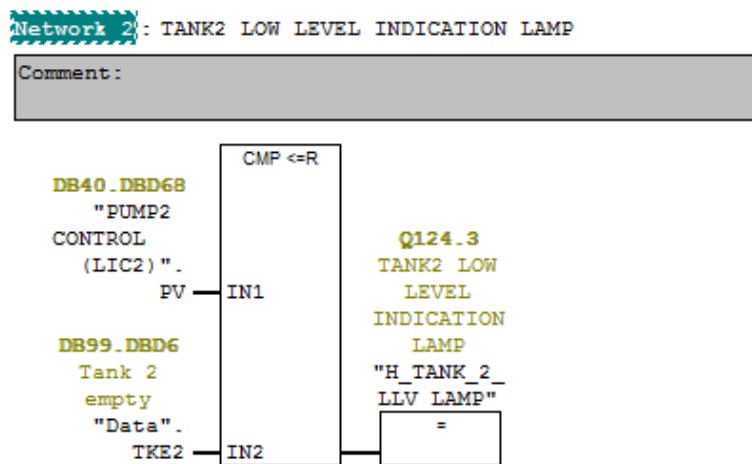 Network 2: TANK2 LOW LEVEL INDICATION LAMP
Comment:
CMP <=R
DB40.DBD68
"PUMP2
CONTROL
(LIC2)".
PV
IN1
Q124.3
TANK2 LOW
LEVEL
INDICATION
LAMP
"H_TANK_2_
LLV LAMP"
=
DB99.DBD6
Tank 2
empty
"Data".
TKE2
IN2